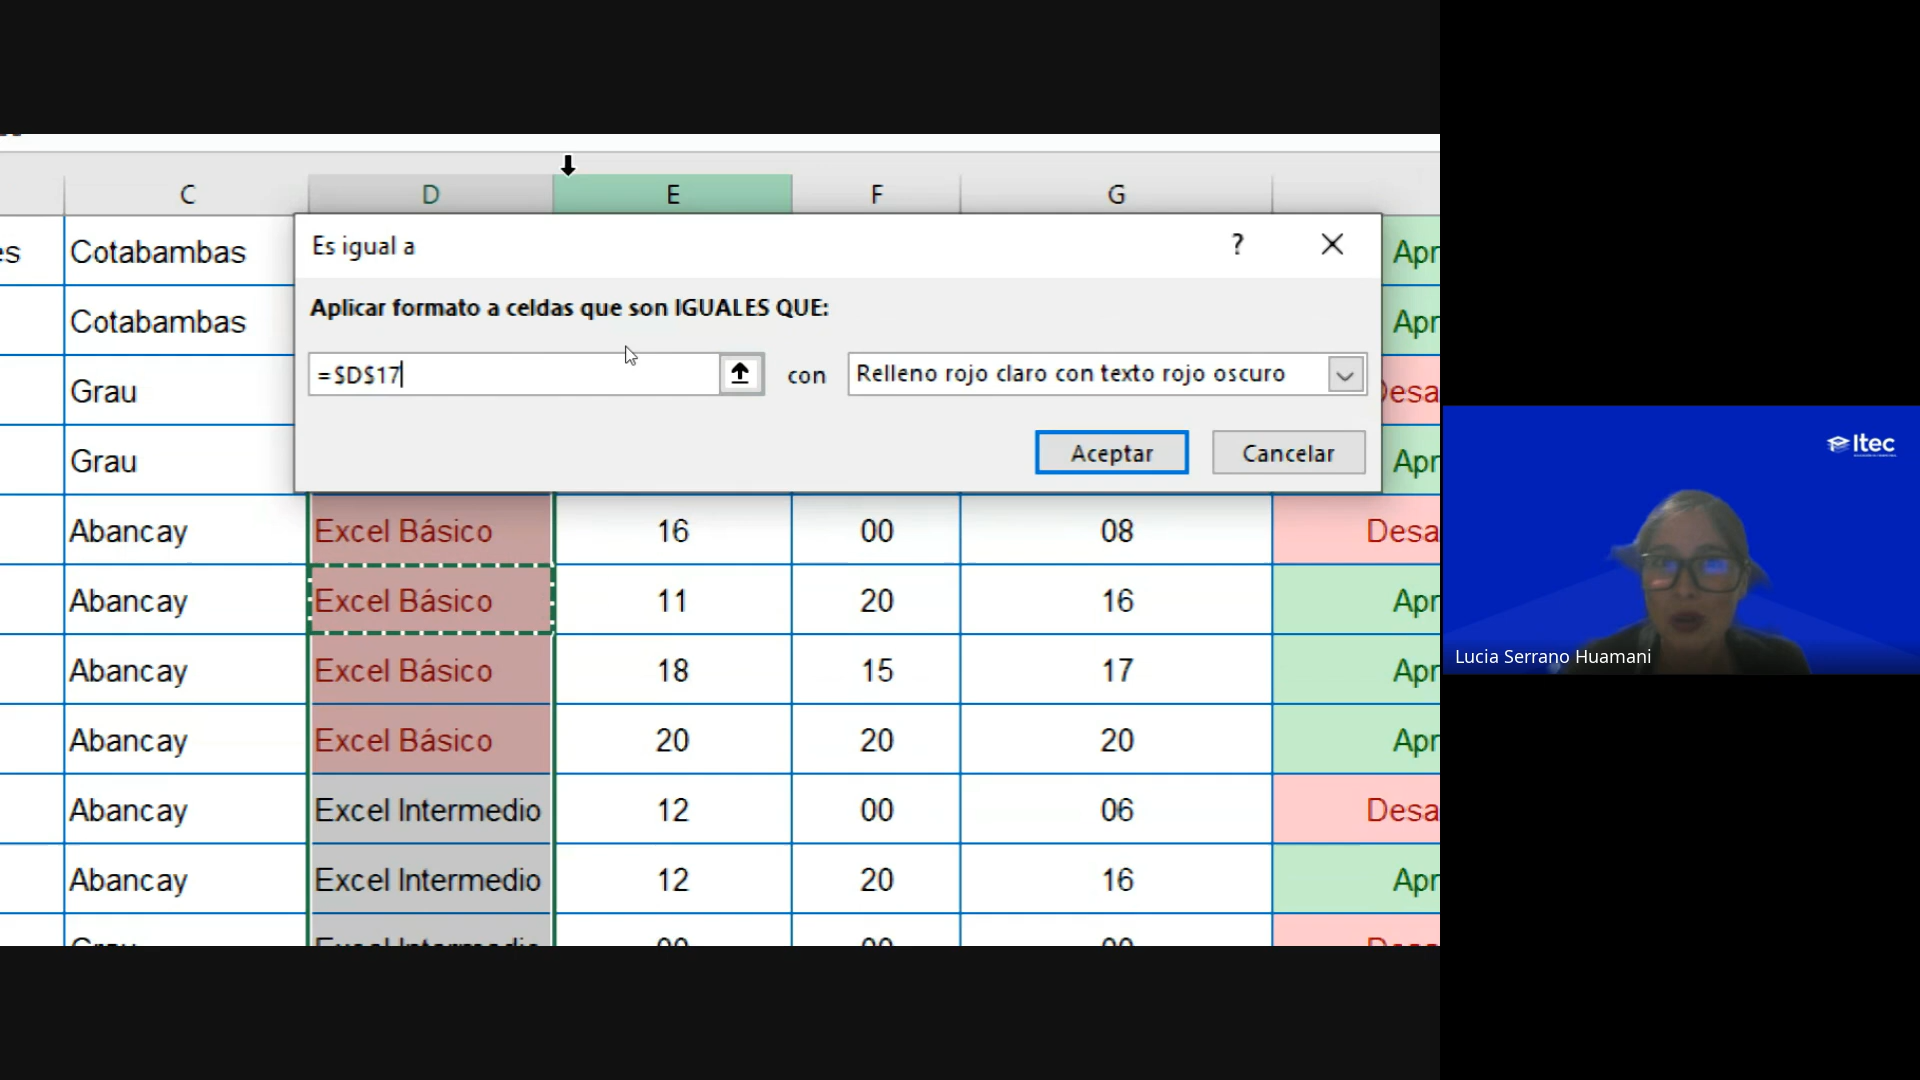 C D E F G
Es igual a ?
Aplicar formato a celdas que son IGUALES QUE:
=$D$17 con Relleno rojo claro con texto rojo oscuro
Aceptar Cancelar
es Cotabambas Apr
Cotabambas Apr
Grau Desa
Grau Apr
Abancay Excel Básico 16 00 08 Desa
Abancay Excel Básico 11 20 16 Apr
Abancay Excel Básico 18 15 17 Apr
Abancay Excel Básico 20 20 20 Apr
Abancay Excel Intermedio 12 00 06 Desa
Abancay Excel Intermedio 12 20 16 Apr
Itec
Lucia Serrano Huamani